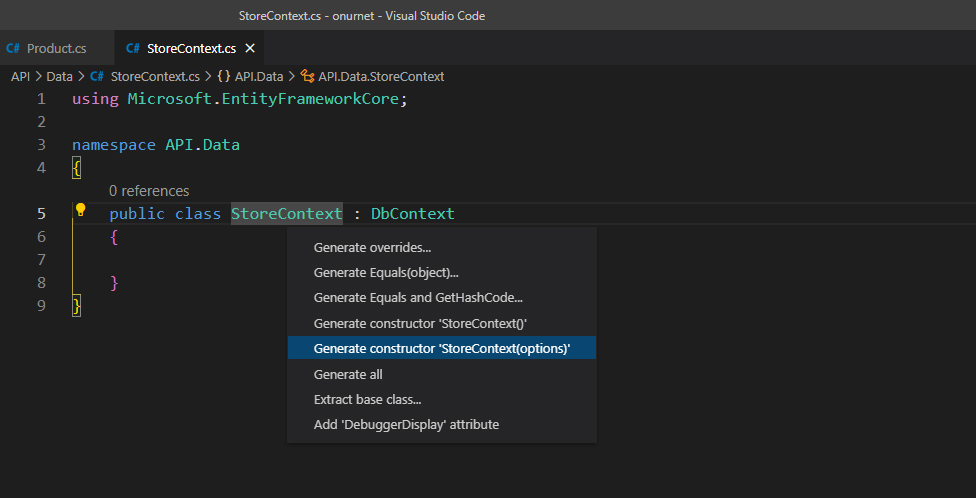 StoreContext.cs - onurnet - Visual Studio Code
C# Product.cs C# StoreContext.cs ×
API > Data > C# StoreContext.cs > {} API.Data > API.Data.StoreContext
1 using Microsoft.EntityFrameworkCore;
2
3 namespace API.Data
4 {
0 references
5 public class StoreContext : DbContext
6 {
7
8 }
9 }
Generate overrides...
Generate Equals(object)...
Generate Equals and GetHashCode...
Generate constructor 'StoreContext()'
Generate constructor 'StoreContext(options)'
Generate all
Extract base class...
Add 'DebuggerDisplay' attribute